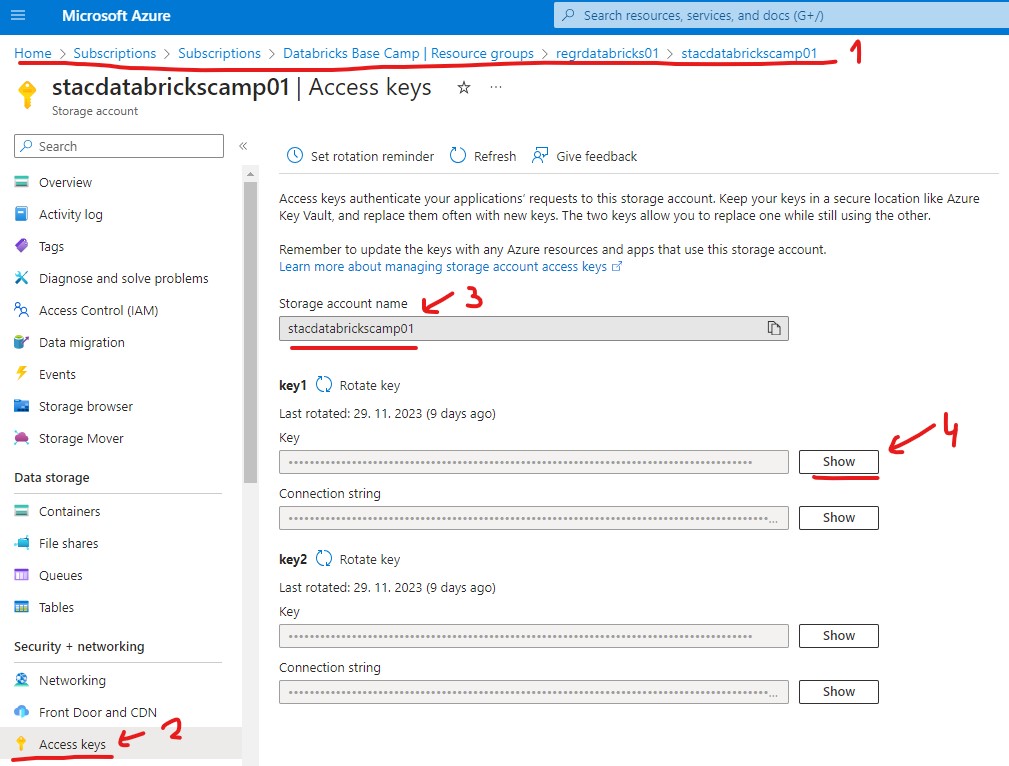 Microsoft Azure
Search resources, services, and docs (G+/)
Home > Subscriptions > Subscriptions > Databricks Base Camp | Resource groups > regrdatabricks01 > stacdatabrickscamp01
1
stacdatabrickscamp01 | Access keys
Storage account
Search
Overview
Activity log
Tags
Diagnose and solve problems
Access Control (IAM)
Data migration
Events
Storage browser
Storage Mover
Data storage
Containers
File shares
Queues
Tables
Security + networking
Networking
Front Door and CDN
Access keys
2
Set rotation reminder
Refresh
Give feedback
Access keys authenticate your applications' requests to this storage account. Keep your keys in a secure location like Azure
Key Vault, and replace them often with new keys. The two keys allow you to replace one while still using the other.
Remember to update the keys with any Azure resources and apps that use this storage account.
Learn more about managing storage account access keys
Storage account name
3
stacdatabrickscamp01
key1
Rotate key
Last rotated: 29. 11. 2023 (9 days ago)
Key
Show
4
Connection string
Show
key2
Rotate key
Last rotated: 29. 11. 2023 (9 days ago)
Key
Show
Connection string
Show